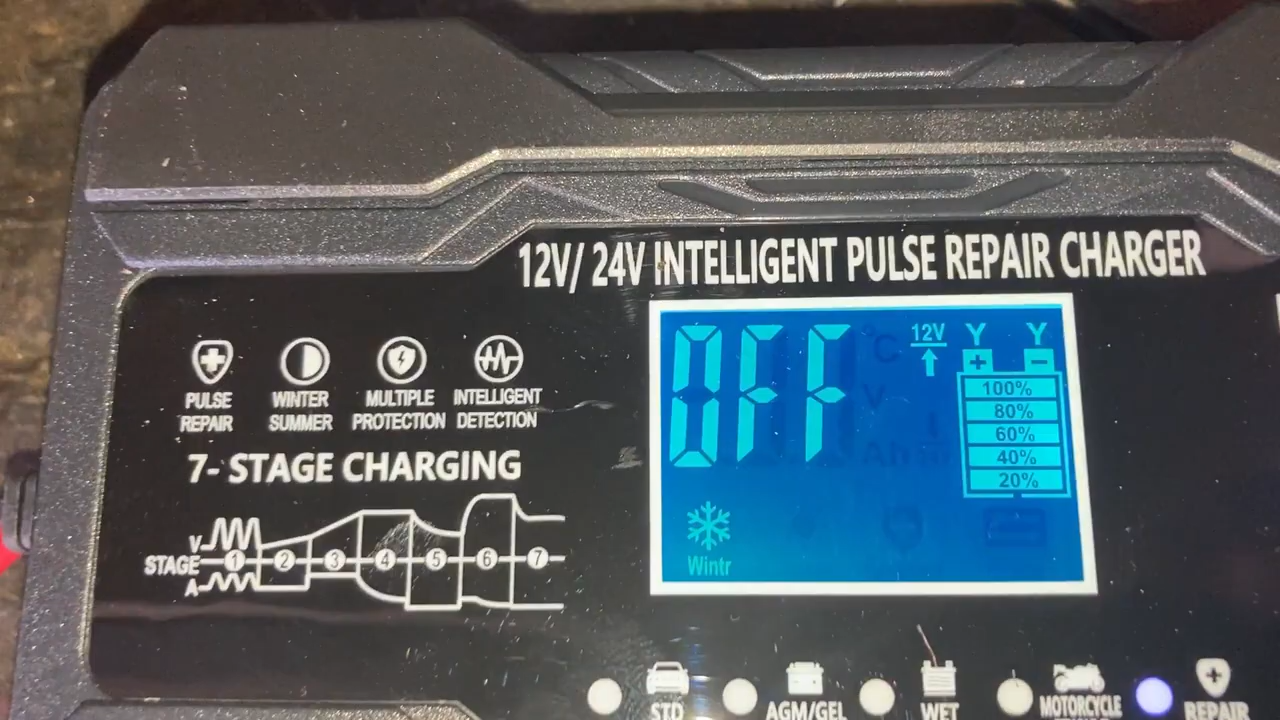 12V/ 24V INTELLIGENT PULSE REPAIR CHARGER
OFF
12V
Y Y
+ -
100%
80%
60%
40%
20%
Wintr
PULSE
REPAIR
WINTER
SUMMER
MULTIPLE
PROTECTION
INTELLIGENT
DETECTION
7- STAGE CHARGING
V
STAGE 1 2 3 4 5 6 7
A
STD
AGM/GEL
WET
MOTORCYCLE
REPAIR